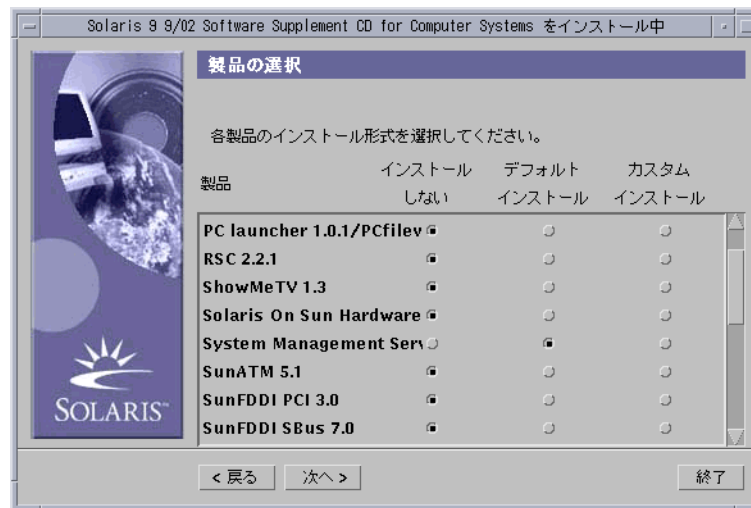 Solaris 9 9/02 Software Supplement CD for Computer Systems をインストール中
製品の選択
各製品のインストール形式を選択してください。
製品 インストールしない デフォルトインストール カスタムインストール
PC launcher 1.0.1/PCfilev
RSC 2.2.1
ShowMeTV 1.3
Solaris On Sun Hardware
System Management Serv
SunATM 5.1
SunFDDI PCI 3.0
SunFDDI SBus 7.0
SOLARIS™
< 戻る 次へ > 終了